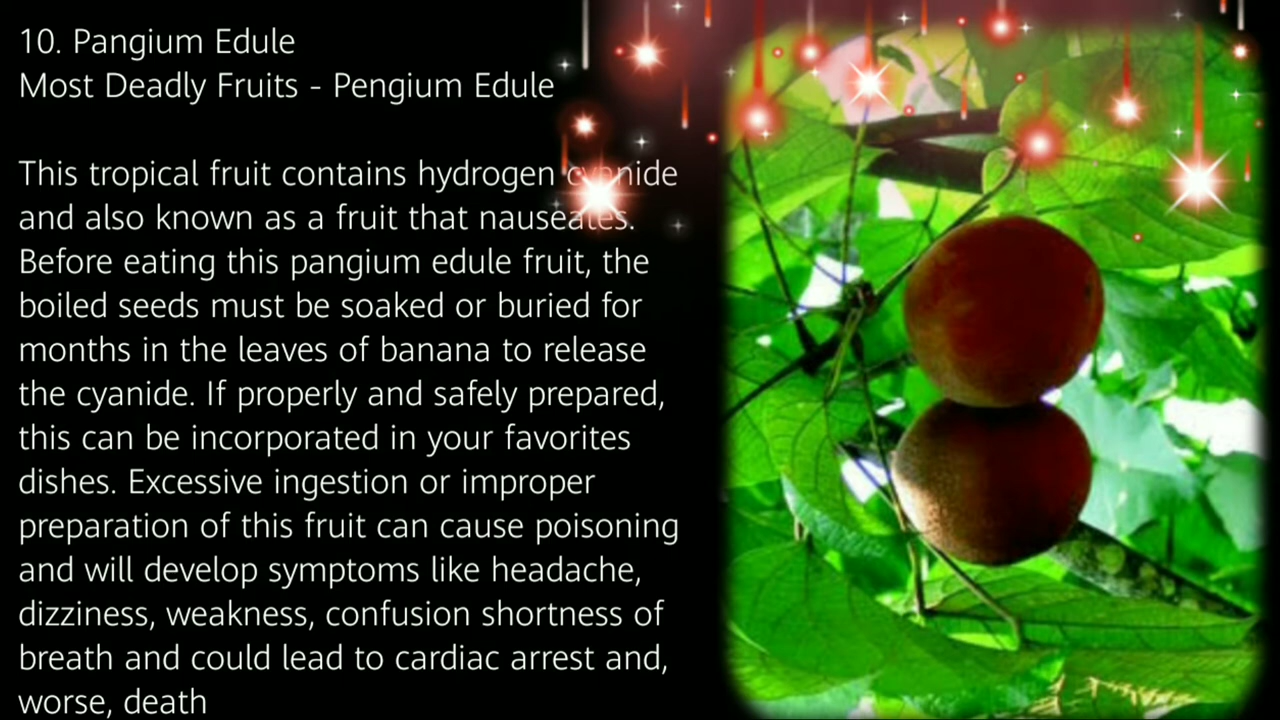 10. Pangium Edule
Most Deadly Fruits - Pengium Edule
This tropical fruit contains hydrogen cyanide
and also known as a fruit that nauseates.
Before eating this pangium edule fruit, the
boiled seeds must be soaked or buried for
months in the leaves of banana to release
the cyanide. If properly and safely prepared,
this can be incorporated in your favorites
dishes. Excessive ingestion or improper
preparation of this fruit can cause poisoning
and will develop symptoms like headache,
dizziness, weakness, confusion shortness of
breath and could lead to cardiac arrest and,
worse, death